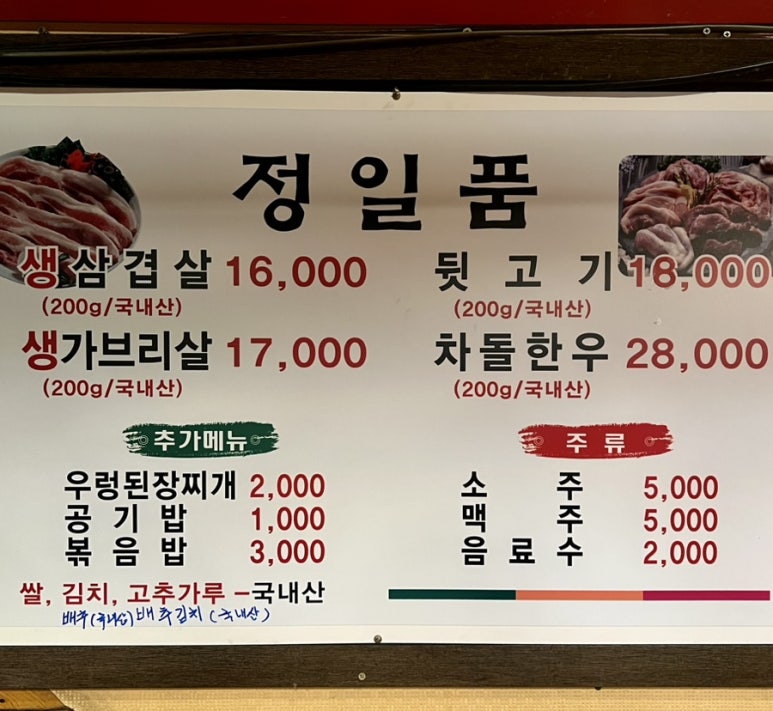 정일품
생삼겹살 16,000
(200g/국내산)
생가브리살 17,000
(200g/국내산)
뒷고기 18,000
(200g/국내산)
차돌한우 28,000
(200g/국내산)
추가메뉴
우렁된장찌개 2,000
공기밥 1,000
볶음밥 3,000
주류
소주 5,000
맥주 5,000
음료수 2,000
쌀, 김치, 고추가루 -국내산
배추(국내산) 배추김치(국내산)